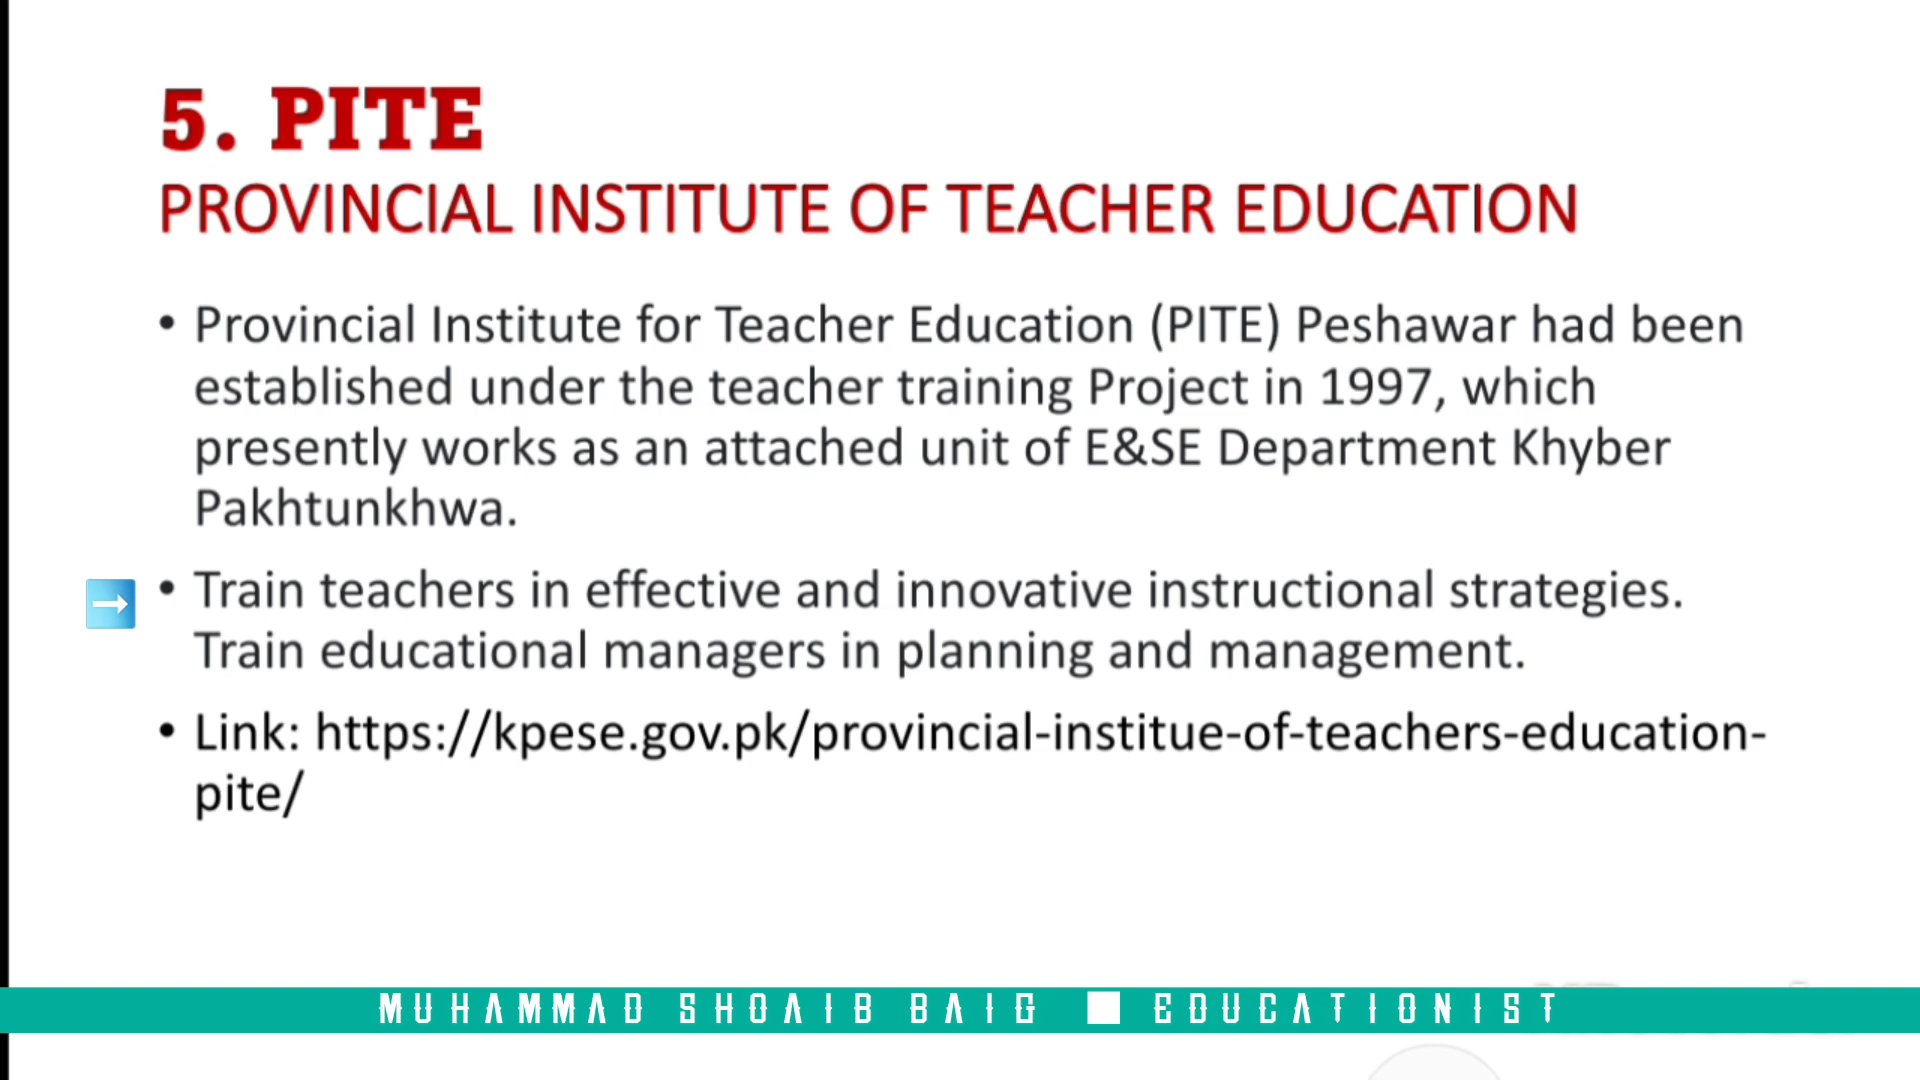 5. PITE
PROVINCIAL INSTITUTE OF TEACHER EDUCATION
• Provincial Institute for Teacher Education (PITE) Peshawar had been
established under the teacher training Project in 1997, which
presently works as an attached unit of E&SE Department Khyber
Pakhtunkhwa.
• Train teachers in effective and innovative instructional strategies.
Train educational managers in planning and management.
• Link: https://kpese.gov.pk/provincial-institue-of-teachers-education-
pite/
MUHAMMAD SHOAIB BAIG EDUCATIONIST